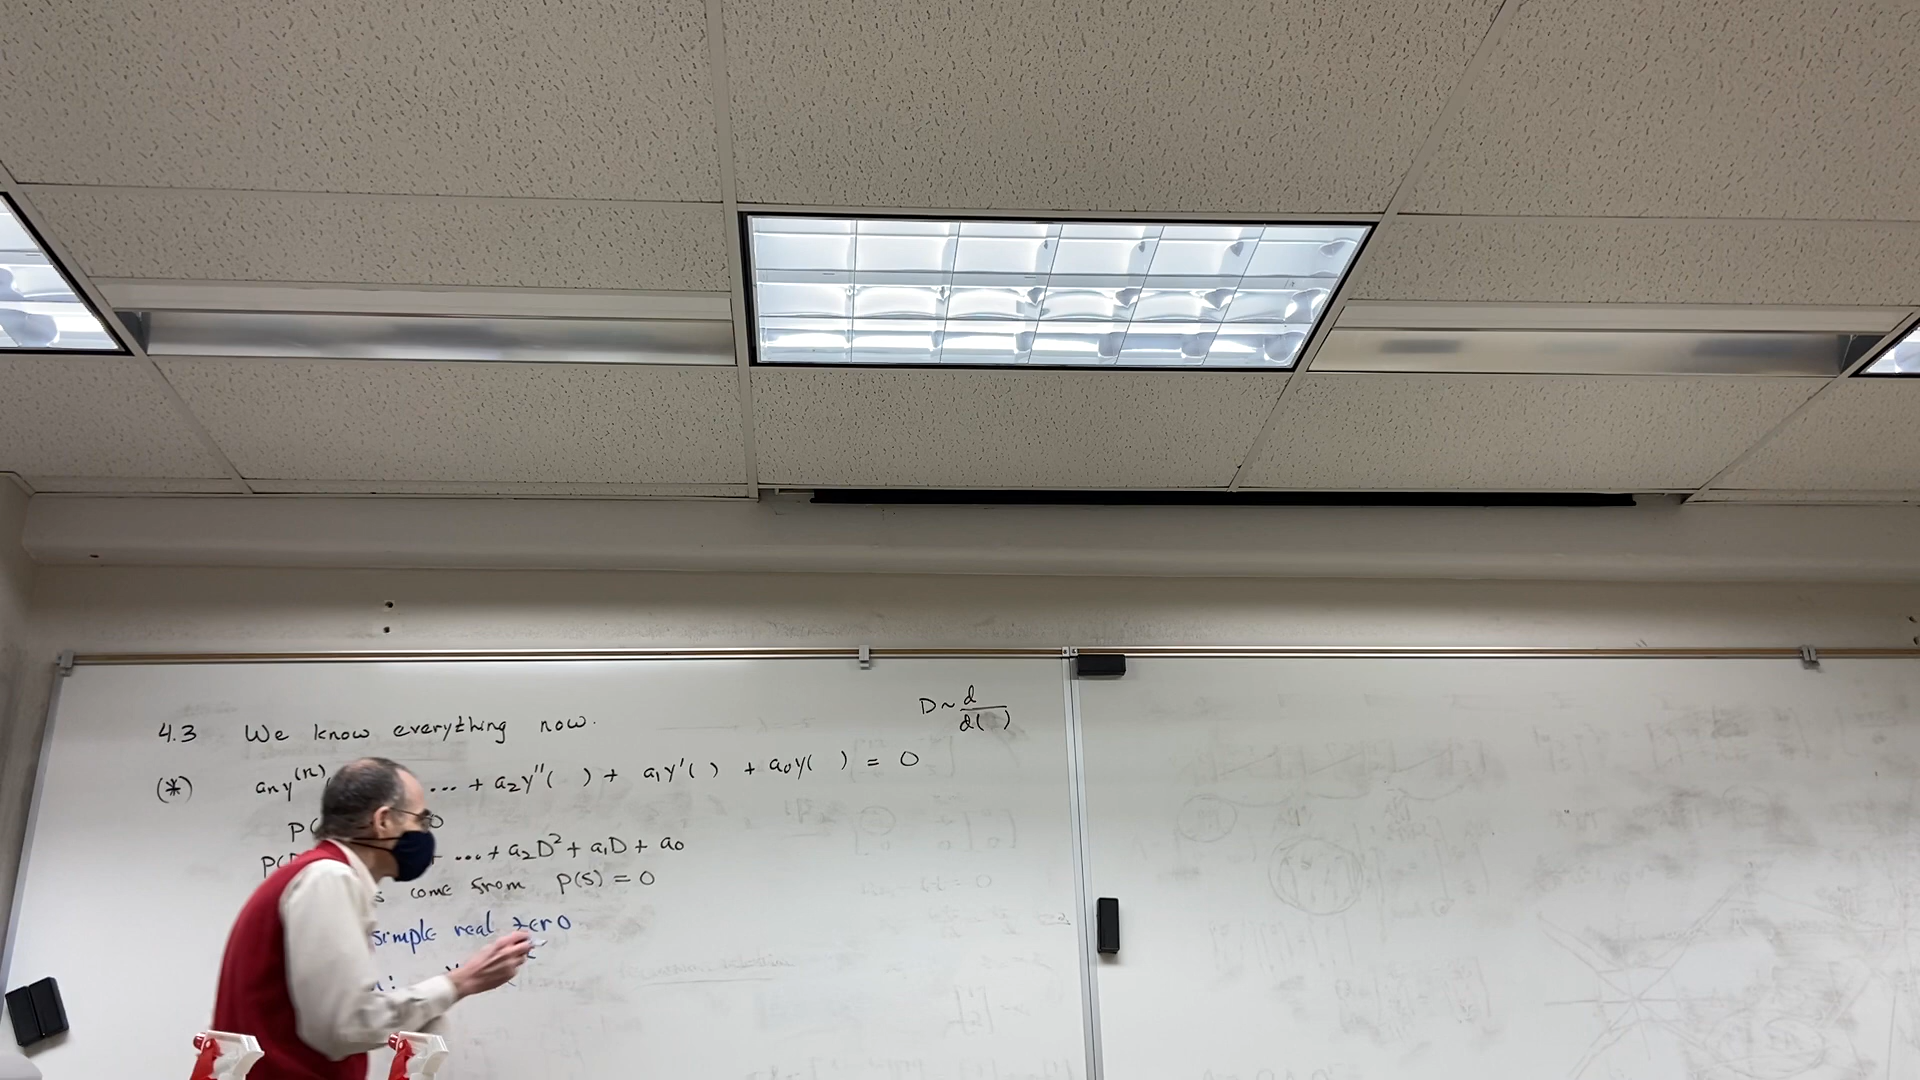 4.3 We know everything now.
D ~ d/d( )
(*) aₙy⁽ⁿ⁾ ... + a₂y''( ) + a₁y'( ) + a₀y( ) = 0
P( 0
P(D ... + a₂D² + a₁D + a₀
s come from P(s) = 0
simple real zero